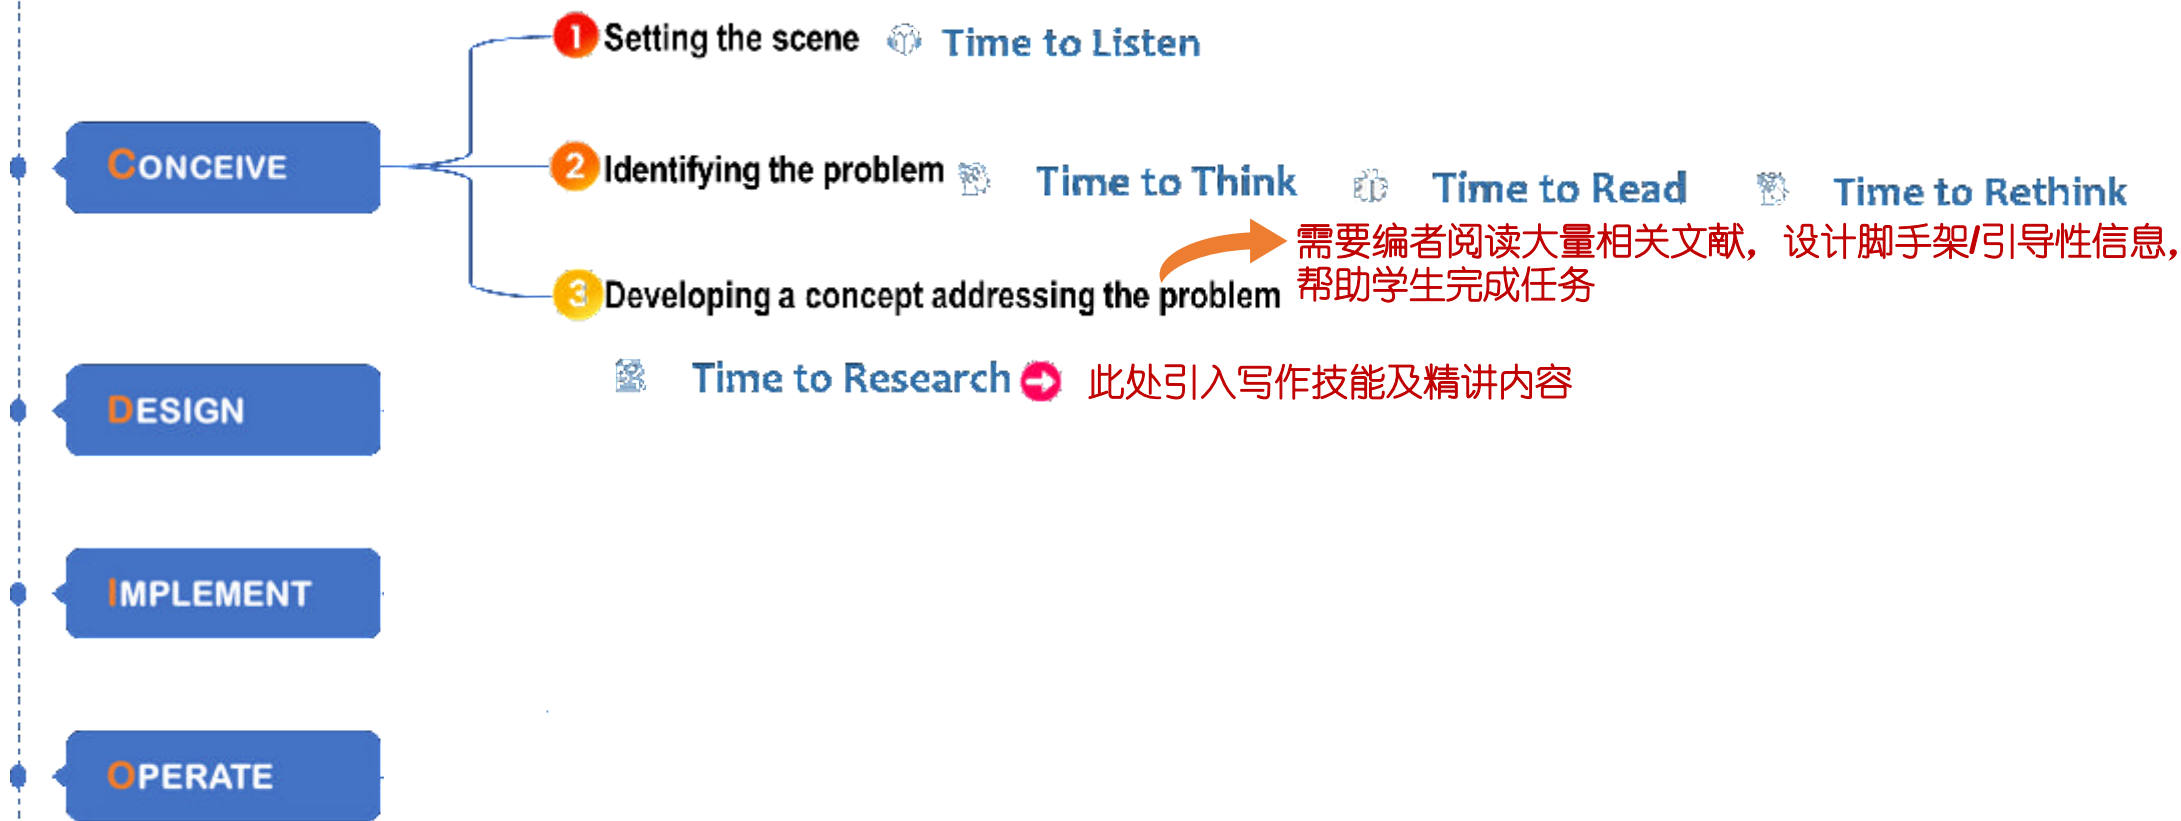 1 Setting the scene Time to Listen
CONCEIVE
2 Identifying the problem Time to Think Time to Read Time to Rethink
需要编者阅读大量相关文献，设计脚手架/引导性信息，
帮助学生完成任务
3 Developing a concept addressing the problem
Time to Research 此处引入写作技能及精讲内容
DESIGN
IMPLEMENT
OPERATE